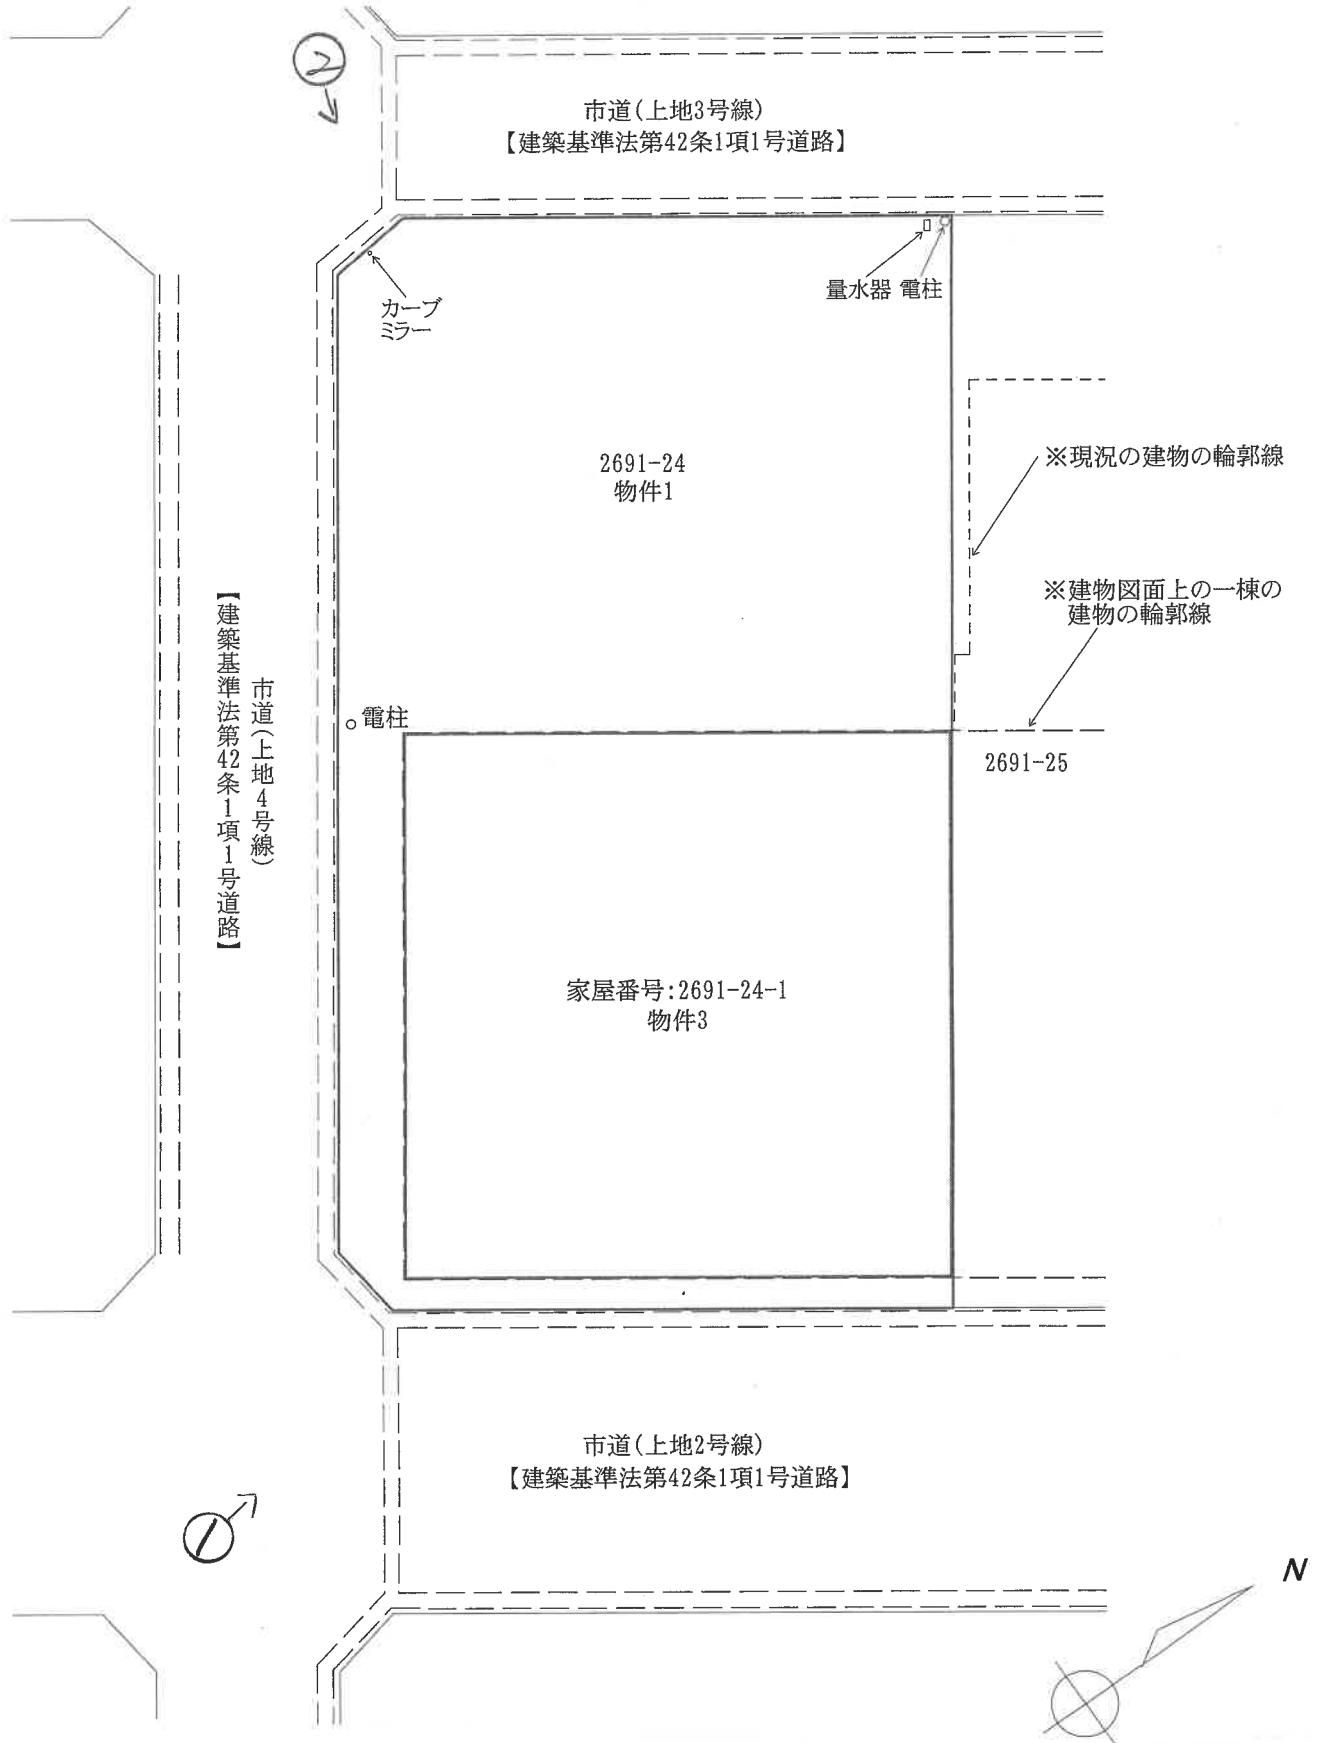 ②
市道(上地3号線)
【建築基準法第42条1項1号道路】
カーブ
ミラー
量水器 電柱
2691-24
物件1
※現況の建物の輪郭線
※建物図面上の一棟の
建物の輪郭線
市道(上地4号線)
【建築基準法第42条1項1号道路】
電柱
2691-25
家屋番号:2691-24-1
物件3
市道(上地2号線)
【建築基準法第42条1項1号道路】
①
N